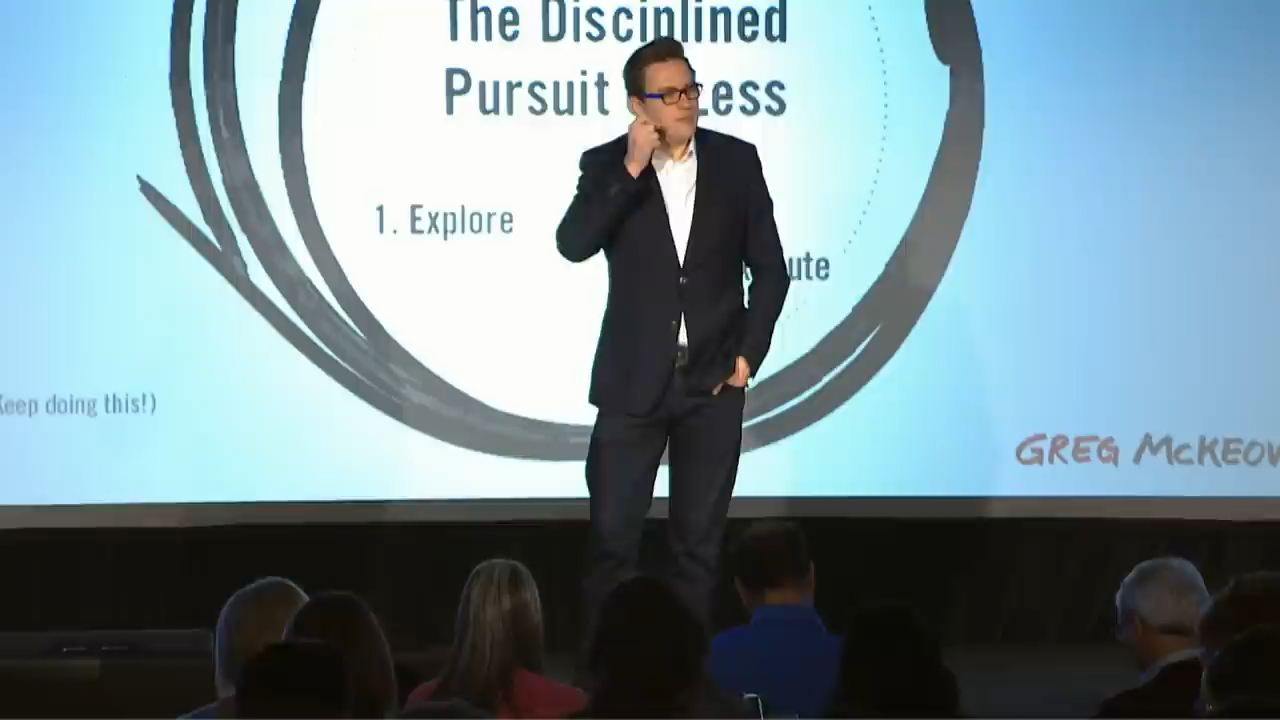 The Disciplined
Pursuit Less
1. Explore
ute
Keep doing this!)
GREG MCKEOW